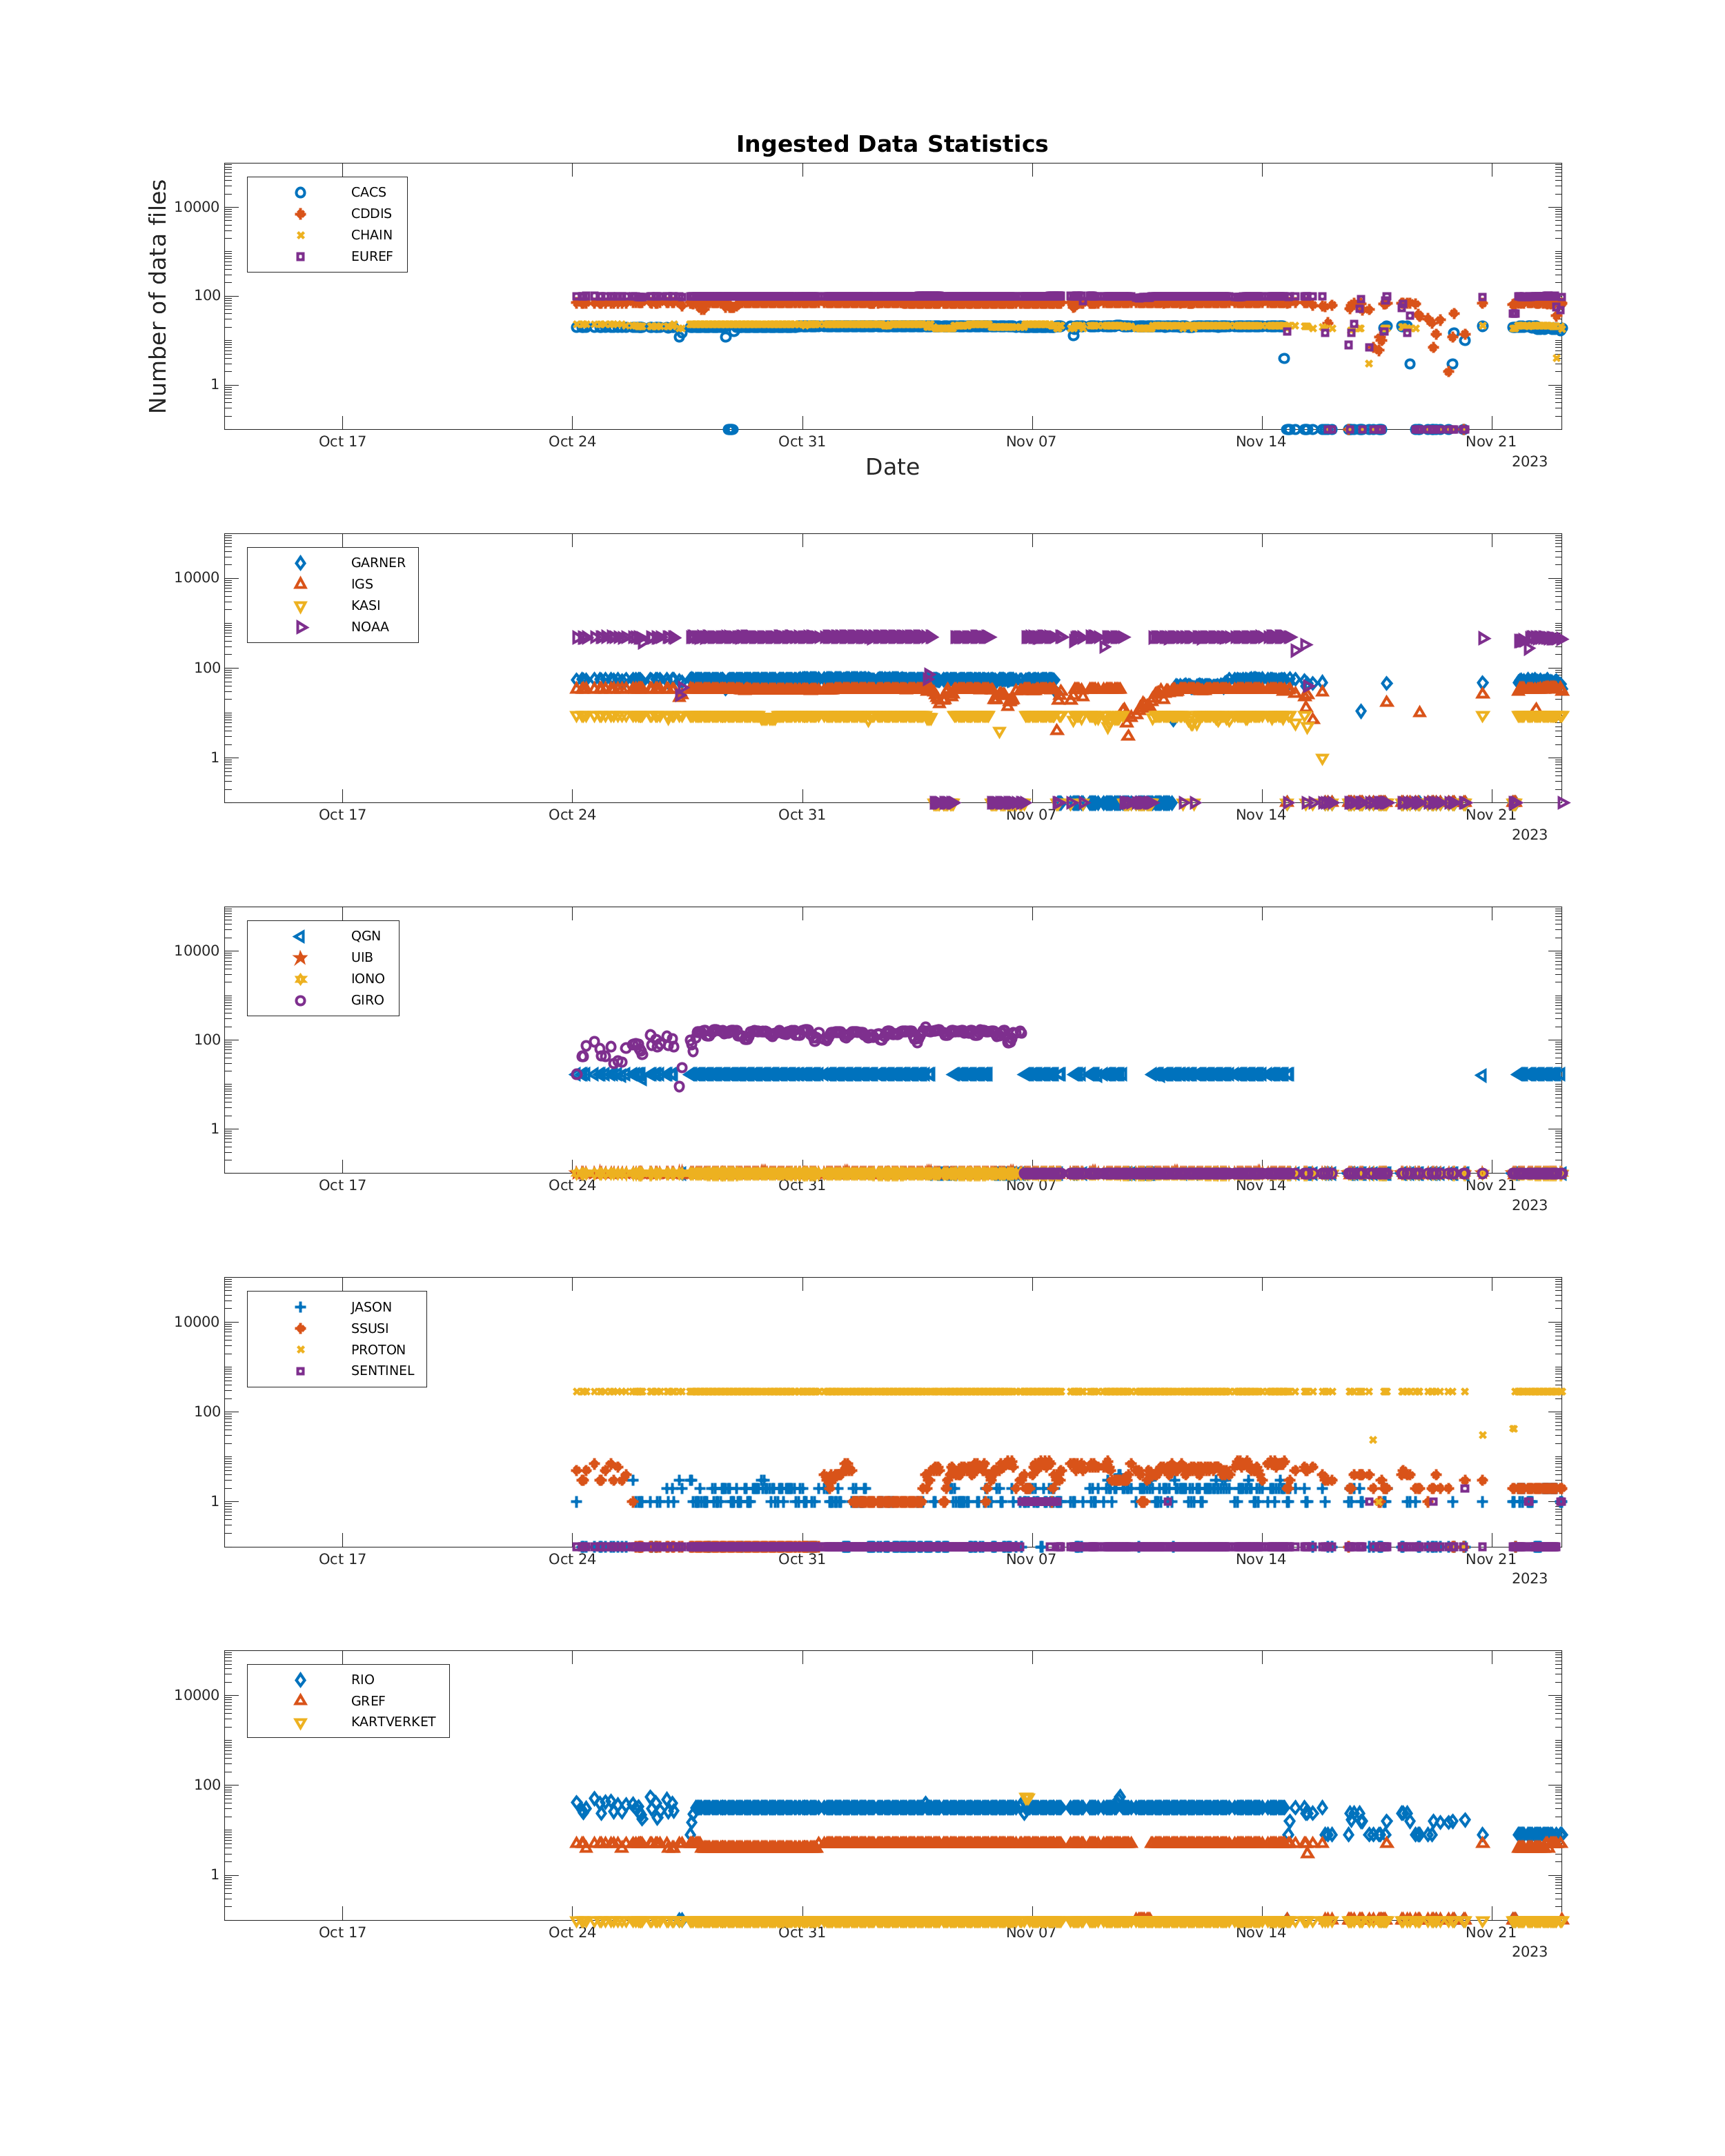 Ingested Data Statistics
Number of data files
10000
100
1
CACS
CDDIS
CHAIN
EUREF
Oct 17 Oct 24 Oct 31 Nov 07 Nov 14 Nov 21
2023
Date
10000
100
1
GARNER
IGS
KASI
NOAA
Oct 17 Oct 24 Oct 31 Nov 07 Nov 14 Nov 21
2023
10000
100
1
QGN
UIB
IONO
GIRO
Oct 17 Oct 24 Oct 31 Nov 07 Nov 14 Nov 21
2023
10000
100
1
JASON
SSUSI
PROTON
SENTINEL
Oct 17 Oct 24 Oct 31 Nov 07 Nov 14 Nov 21
2023
10000
100
1
RIO
GREF
KARTVERKET
Oct 17 Oct 24 Oct 31 Nov 07 Nov 14 Nov 21
2023